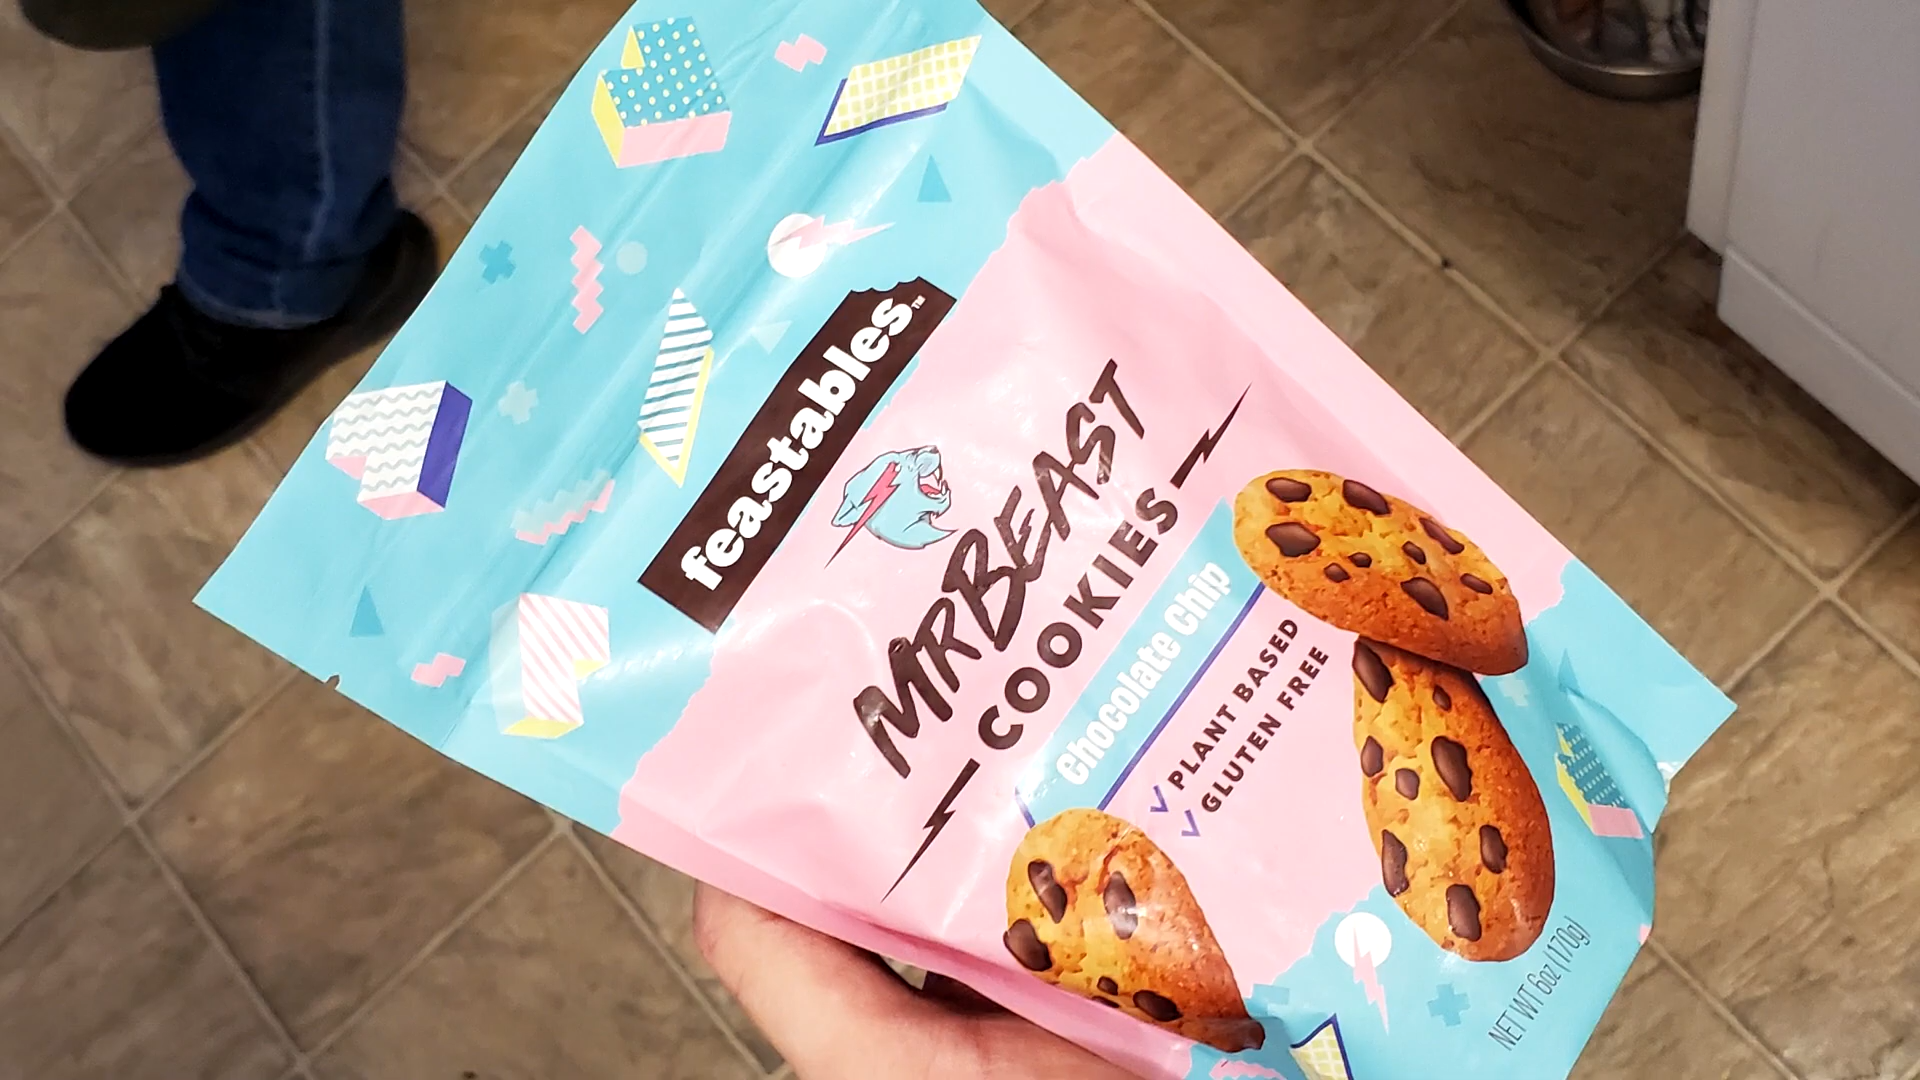 feastables™
MRBEAST
COOKIES
Chocolate Chip
PLANT BASED
GLUTEN FREE
NET WT 6oz (170g)